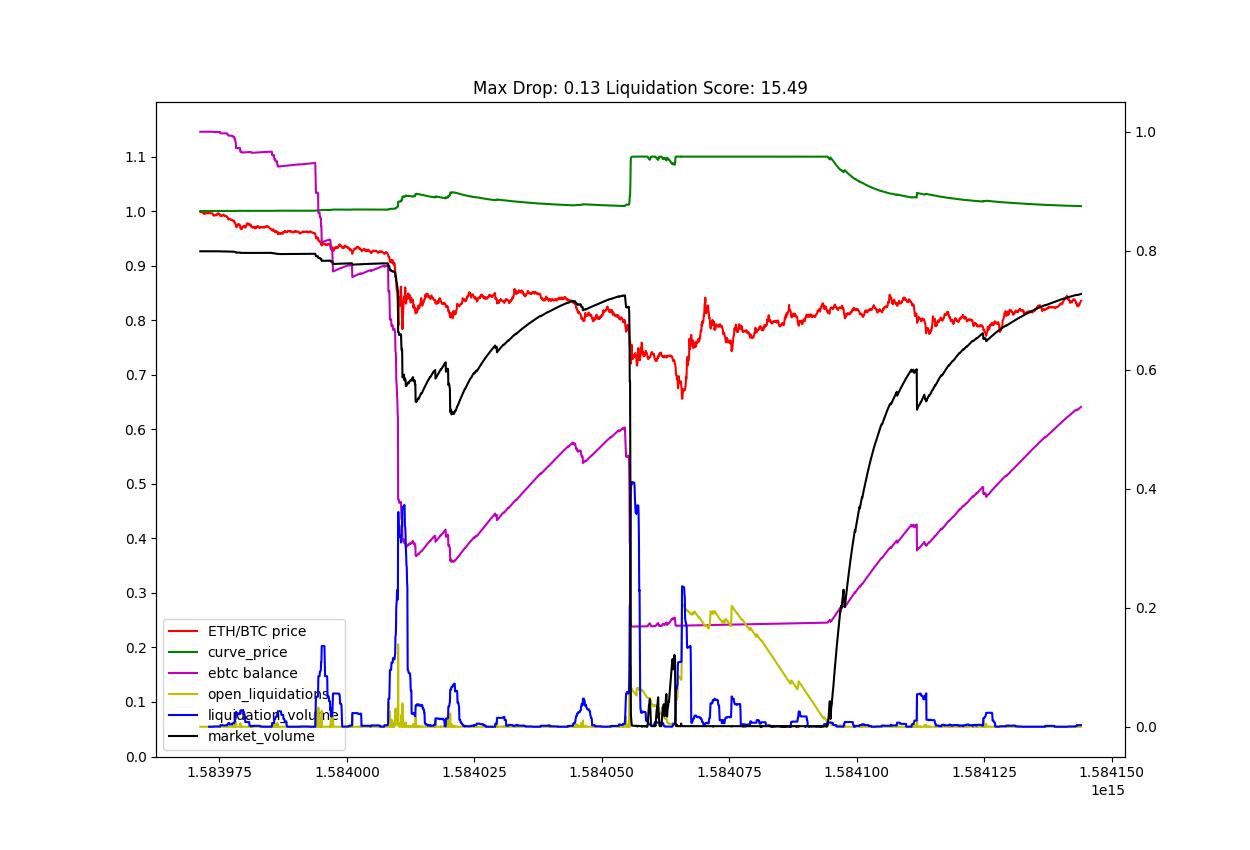 Max Drop: 0.13 Liquidation Score: 15.49
1.1
1.0
0.9
0.8
0.7
0.6
0.5
0.4
0.3
0.2
0.1
0.0
1.0
0.8
0.6
0.4
0.2
0.0
ETH/BTC price
curve_price
ebtc balance
open_liquidations
liquidation_volume
market_volume
1.583975 1.584000 1.584025 1.584050 1.584075 1.584100 1.584125 1.584150
1e15